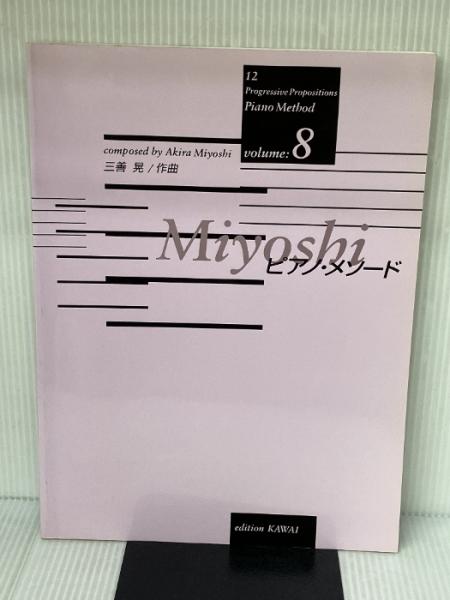 12
Progressive Propositions
Piano Method
volume: 8
composed by Akira Miyoshi
三善 晃/作曲
Miyoshi
ピアノ・メソード
edition KAWAI